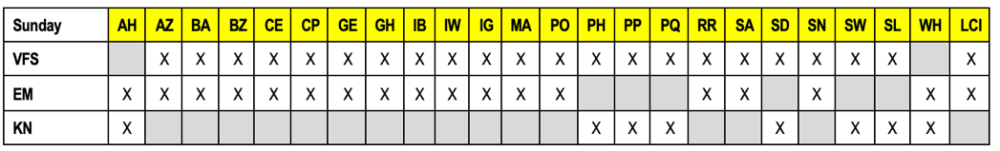 Sunday AH AZ BA BZ CE CP GE GH IB IW IG MA PO PH PP PQ RR SA SD SN SW SL WH LCI
VFS X X X X X X X X X X X X X X X X X X X X X X
EM X X X X X X X X X X X X X X X X X X
KN X X X X X X X X